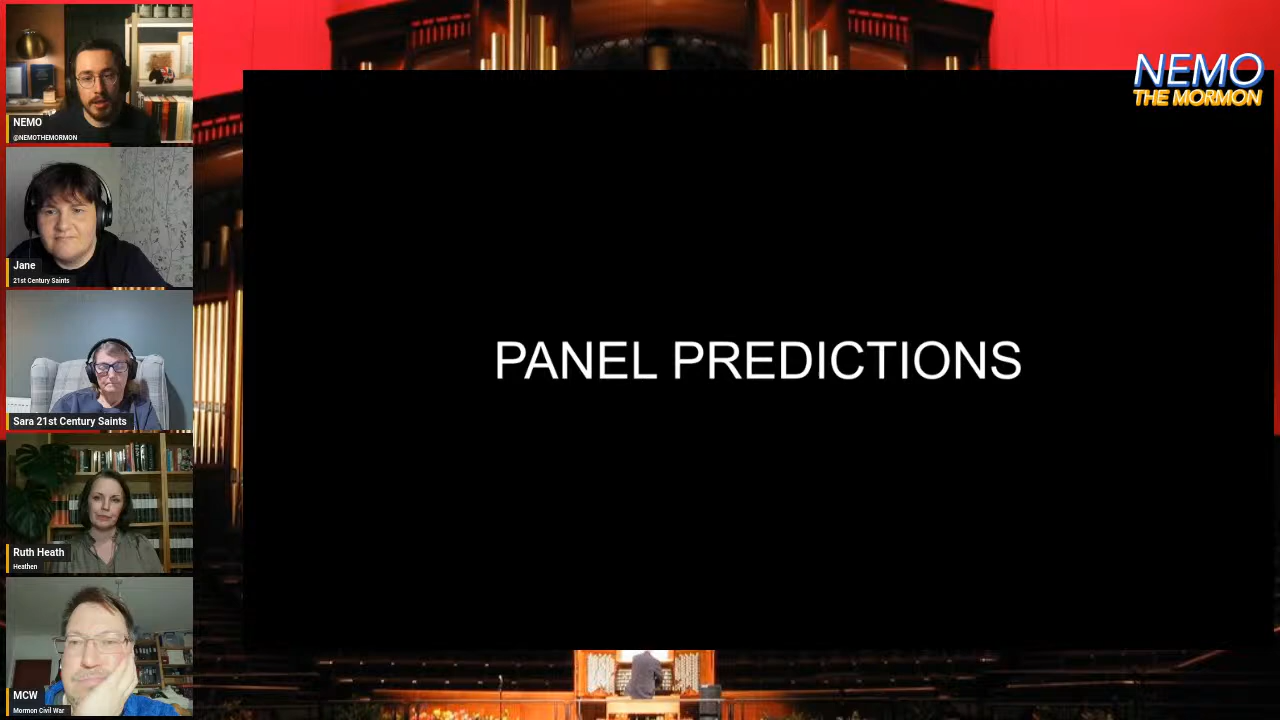 NEMO
@NEMOTHEMORMON
Jane
21st Century Saints
Sara 21st Century Saints
Ruth Heath
Heathen
MCW
Mormon Civil War
PANEL PREDICTIONS
NEMO
THE MORMON